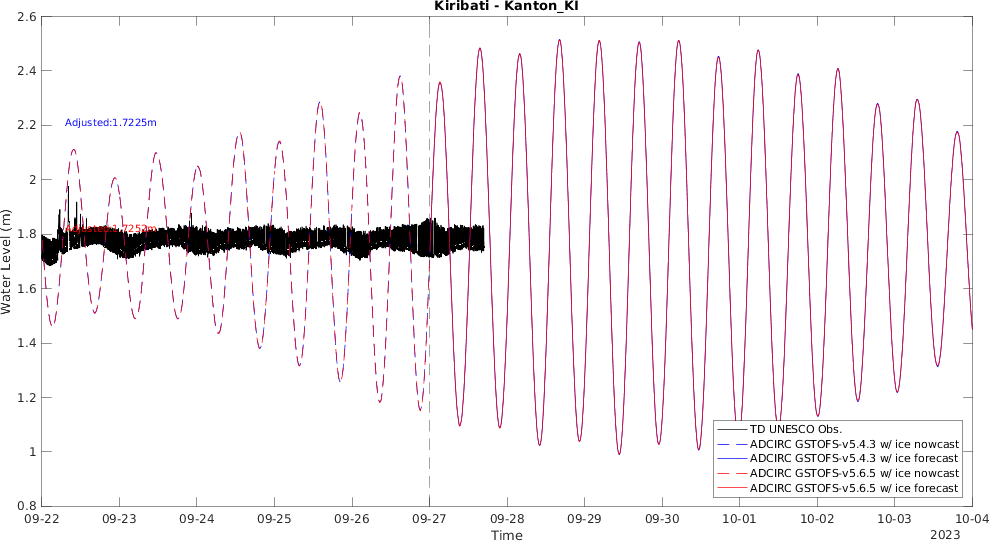 Kiribati - Kanton_KI
2.6
2.4
Adjusted:1.7225m
2.2
2
Adjusted:1.7252m
1.8
1.6
1.4
1.2
1
0.8
Water Level (m)
TD UNESCO Obs.
ADCIRC GSTOFS-v5.4.3 w/ ice nowcast
ADCIRC GSTOFS-v5.4.3 w/ ice forecast
ADCIRC GSTOFS-v5.6.5 w/ ice nowcast
ADCIRC GSTOFS-v5.6.5 w/ ice forecast
09-22 09-23 09-24 09-25 09-26 09-27 09-28 09-29 09-30 10-01 10-02 10-03 10-04
Time
2023